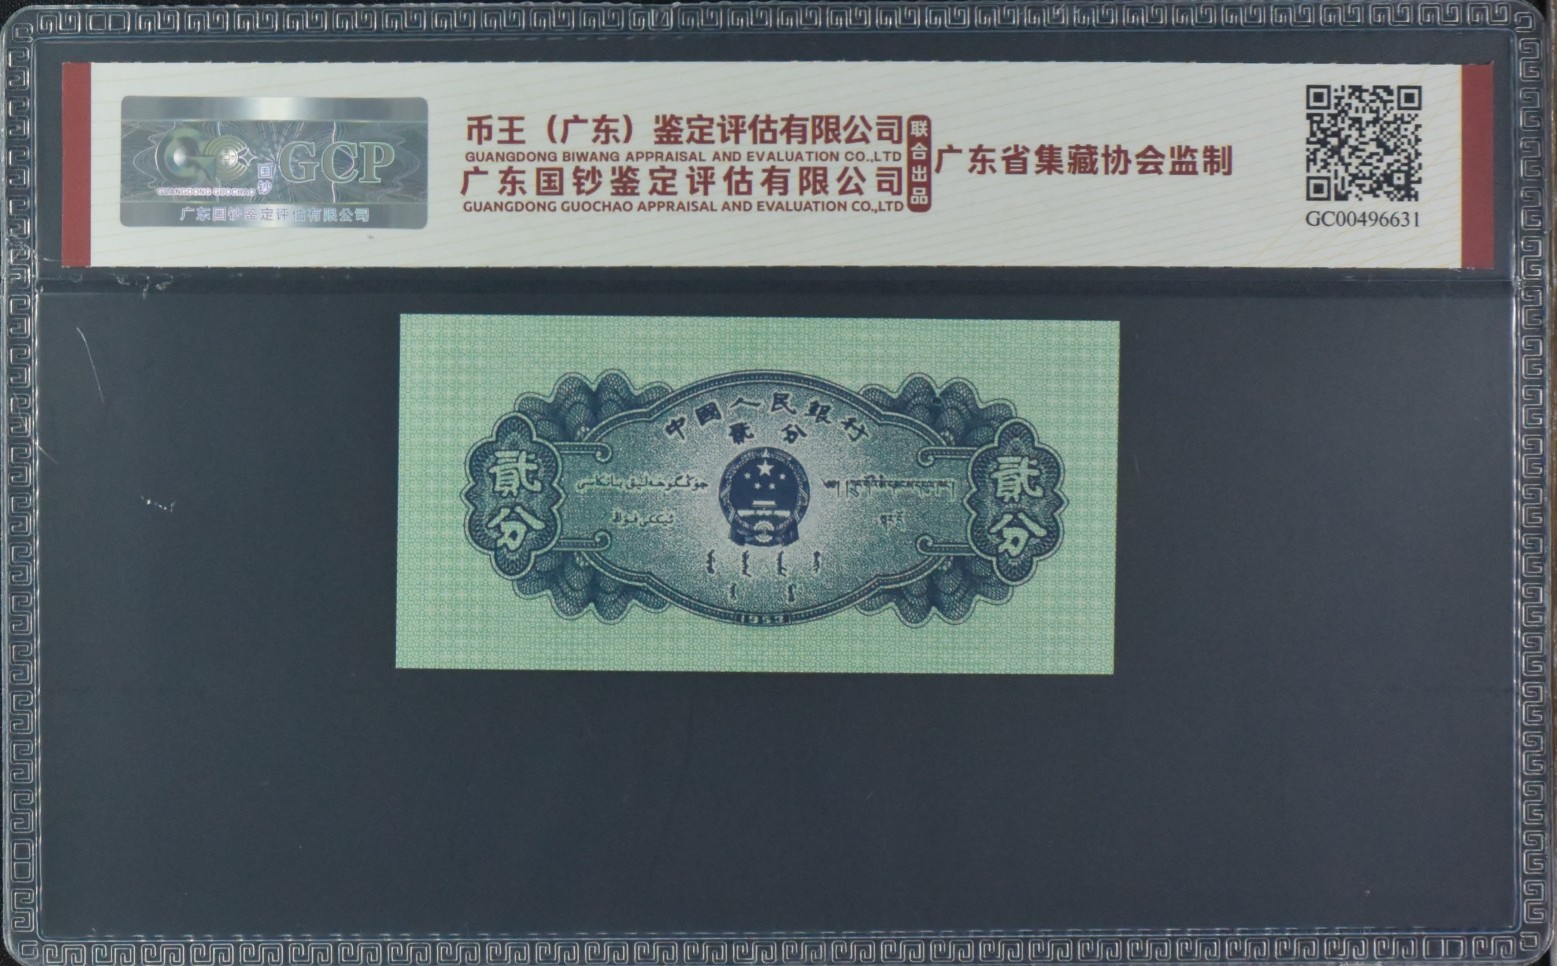 GCP
国钞
GUANGDONG GUOCHAO
广东国钞鉴定评估有限公司
币王（广东）鉴定评估有限公司
GUANGDONG BIWANG APPRAISAL AND EVALUATION CO.,LTD
广东国钞鉴定评估有限公司
GUANGDONG GUOCHAO APPRAISAL AND EVALUATION CO.,LTD
联合出品
广东省集藏协会监制
GC00496631
中國人民銀行
貳分
貳分
貳分
1953